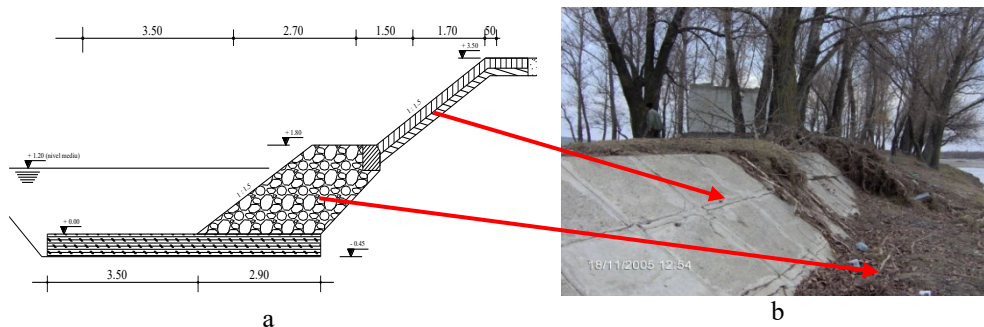 3.50 2.70 1.50 1.70 50
+ 3.50
1 : 1.5
+ 1.80
+ 1.20 (nivel mediu)
1 : 1.5
+ 0.00
- 0.45
3.50 2.90
a
18/11/2005 12:54
b